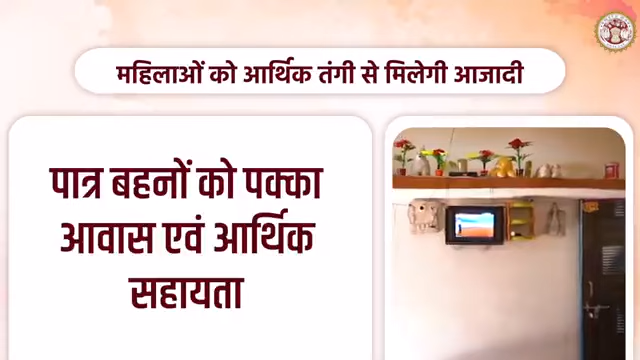 महिलाओं को आर्थिक तंगी से मिलेगी आजादी
पात्र बहनों को पक्का
आवास एवं आर्थिक
सहायता